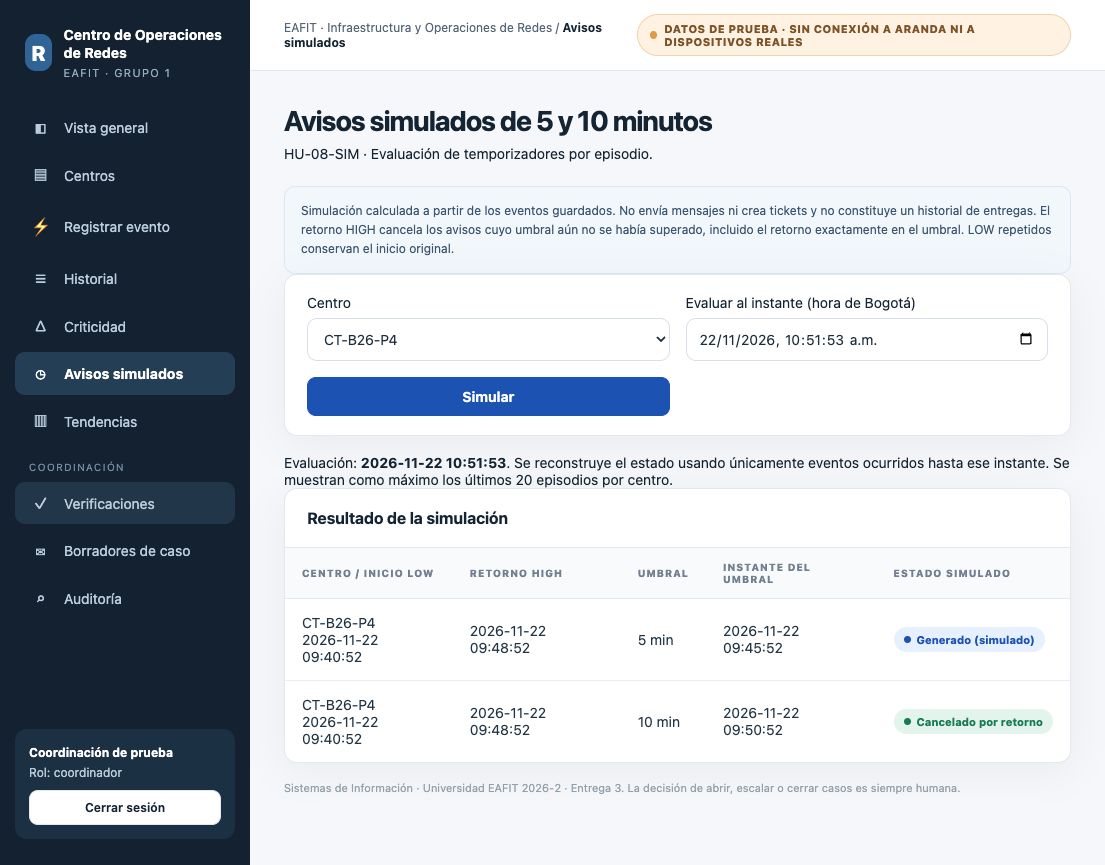 R
Centro de Operaciones
de Redes
EAFIT · GRUPO 1
Vista general
Centros
Registrar evento
Historial
Criticidad
Avisos simulados
Tendencias
COORDINACIÓN
Verificaciones
Borradores de caso
Auditoría
Coordinación de prueba
Rol: coordinador
Cerrar sesión
EAFIT · Infraestructura y Operaciones de Redes / Avisos
simulados
DATOS DE PRUEBA · SIN CONEXIÓN A ARANDA NI A
DISPOSITIVOS REALES
Avisos simulados de 5 y 10 minutos
HU-08-SIM · Evaluación de temporizadores por episodio.
Simulación calculada a partir de los eventos guardados. No envía mensajes ni crea tickets y no constituye un historial de entregas. El
retorno HIGH cancela los avisos cuyo umbral aún no se había superado, incluido el retorno exactamente en el umbral. LOW repetidos
conservan el inicio original.
Centro
CT-B26-P4
Evaluar al instante (hora de Bogotá)
22/11/2026, 10:51:53 a.m.
Simular
Evaluación: 2026-11-22 10:51:53. Se reconstruye el estado usando únicamente eventos ocurridos hasta ese instante. Se
muestran como máximo los últimos 20 episodios por centro.
Resultado de la simulación
CENTRO / INICIO LOW RETORNO HIGH UMBRAL INSTANTE DEL UMBRAL ESTADO SIMULADO
CT-B26-P4
2026-11-22
09:40:52
2026-11-22
09:48:52
5 min
2026-11-22
09:45:52
Generado (simulado)
CT-B26-P4
2026-11-22
09:40:52
2026-11-22
09:48:52
10 min
2026-11-22
09:50:52
Cancelado por retorno
Sistemas de Información · Universidad EAFIT 2026-2 · Entrega 3. La decisión de abrir, escalar o cerrar casos es siempre humana.